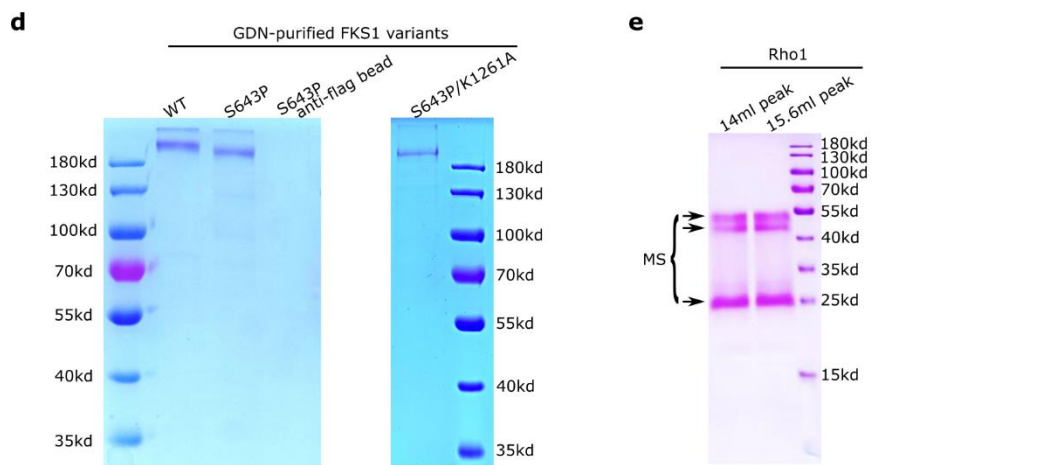 d
GDN-purified FKS1 variants
WT
S643P
S643P
anti-flag bead
S643P/K1261A
180kd
130kd
100kd
70kd
55kd
40kd
35kd
180kd
130kd
100kd
70kd
55kd
40kd
35kd
e
Rho1
14ml peak
15.6ml peak
MS
180kd
130kd
100kd
70kd
55kd
40kd
35kd
25kd
15kd